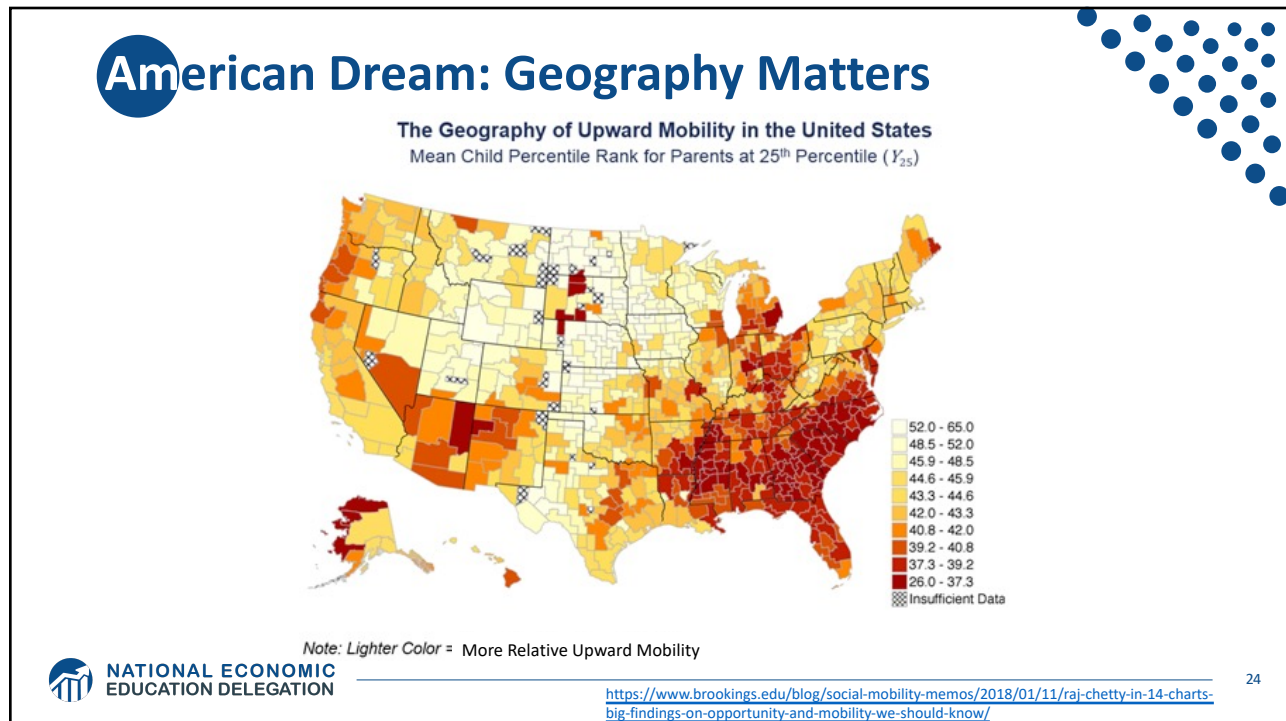 American Dream: Geography Matters
The Geography of Upward Mobility in the United States
Mean Child Percentile Rank for Parents at 25th Percentile (Y25)
52.0 - 65.0
48.5 - 52.0
45.9 - 48.5
44.6 - 45.9
43.3 - 44.6
42.0 - 43.3
40.8 - 42.0
39.2 - 40.8
37.3 - 39.2
26.0 - 37.3
Insufficient Data
Note: Lighter Color = More Relative Upward Mobility
NATIONAL ECONOMIC
EDUCATION DELEGATION
24
https://www.brookings.edu/blog/social-mobility-memos/2018/01/11/raj-chetty-in-14-charts-
big-findings-on-opportunity-and-mobility-we-should-know/